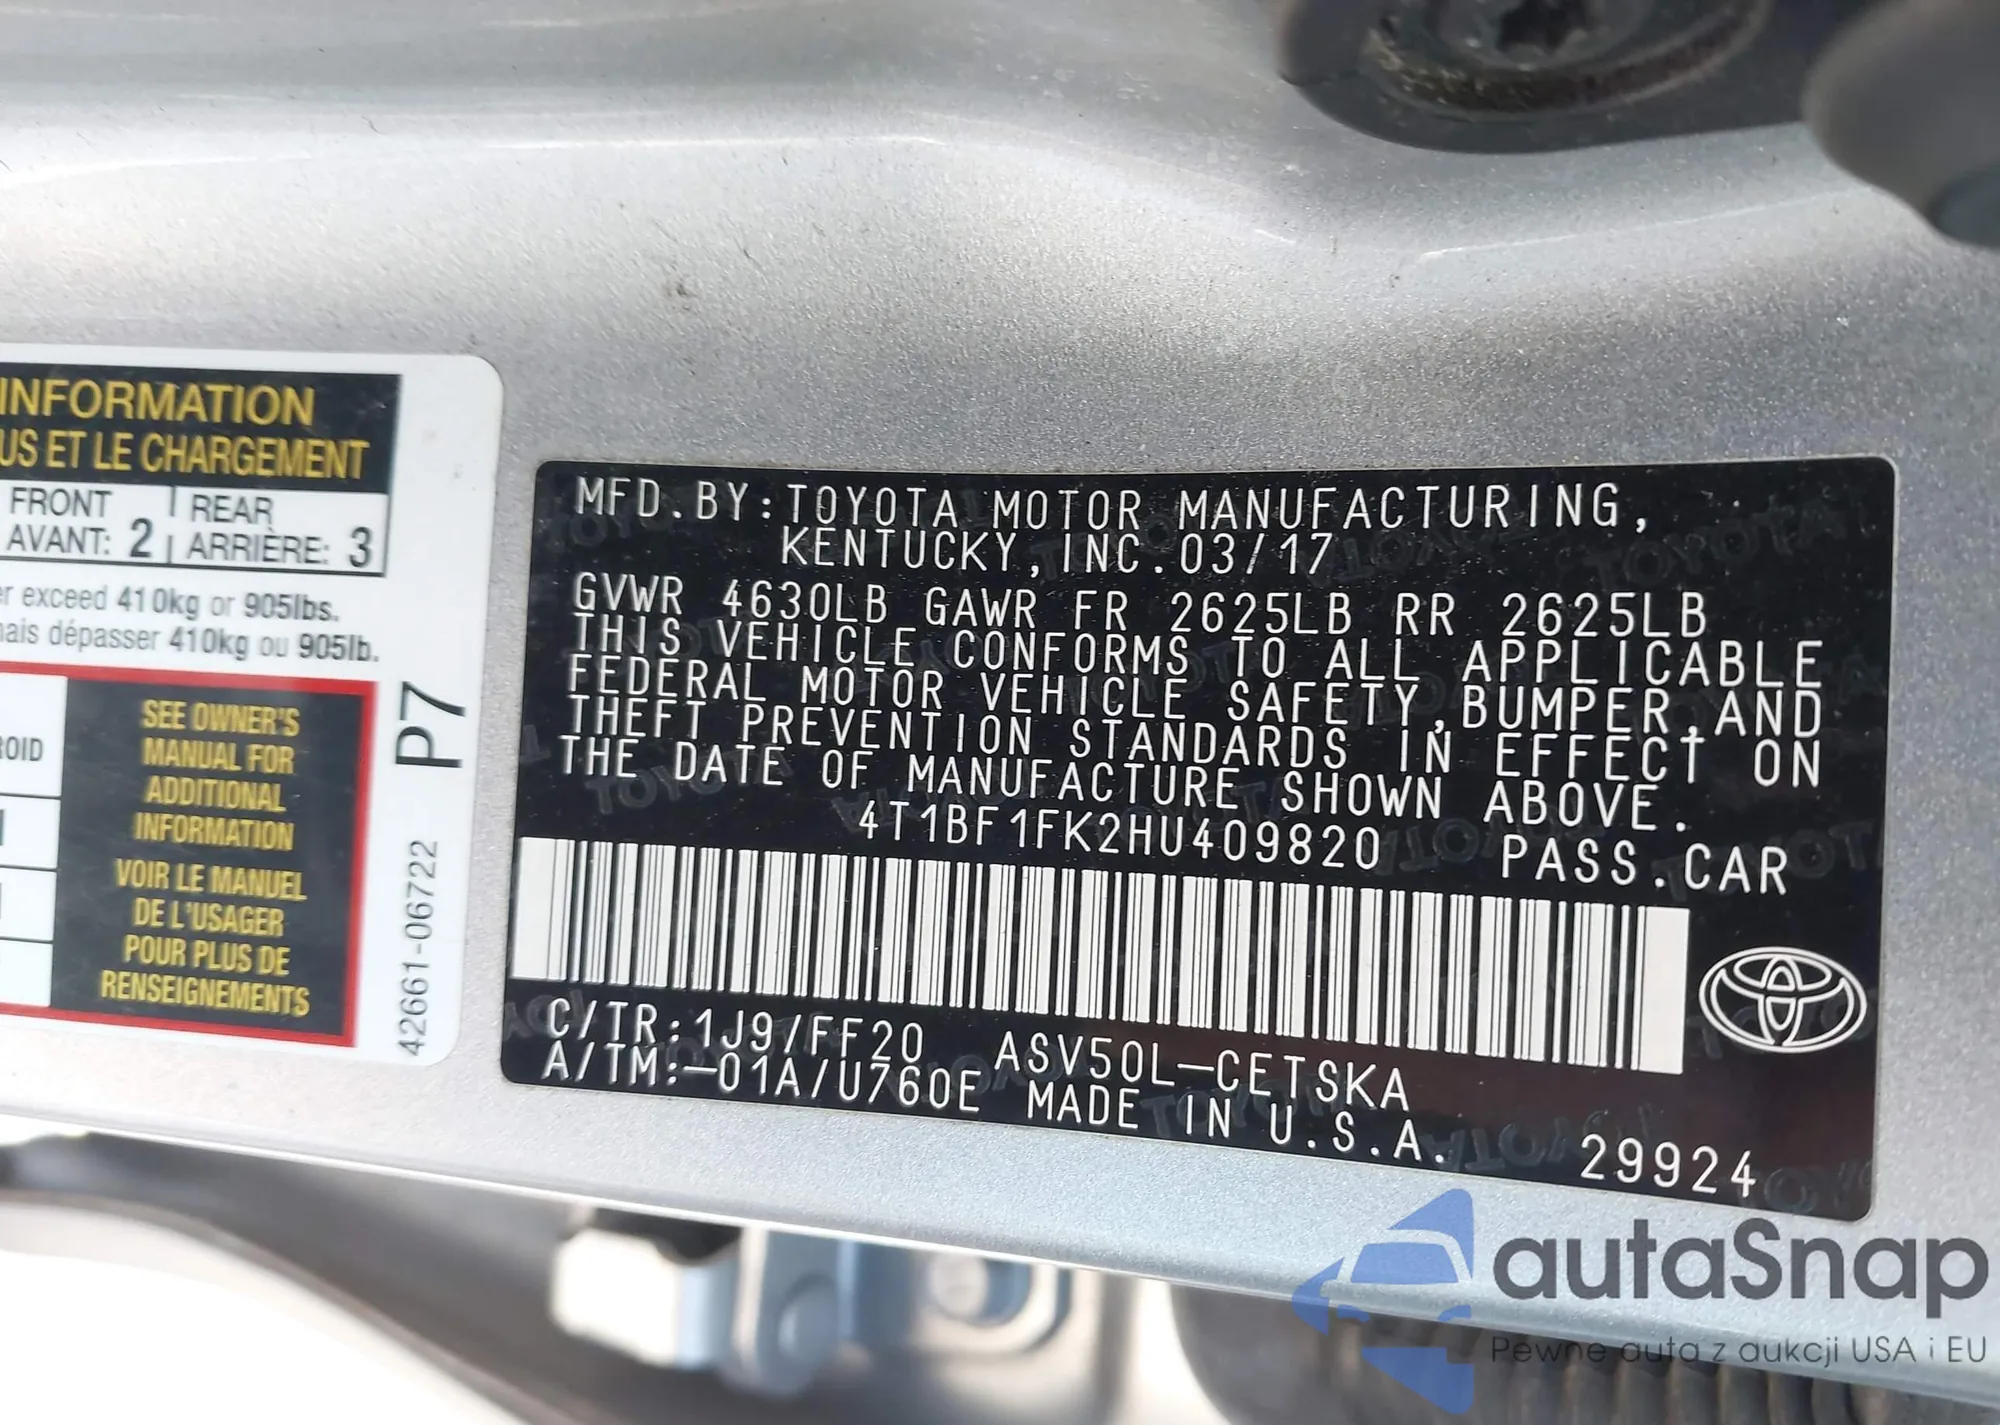 INFORMATION
US ET LE CHARGEMENT
FRONT
AVANT: 2
REAR
ARRIÈRE: 3
exceed 410kg or 905lbs.
dépasser 410kg ou 905lb.
SEE OWNER'S
MANUAL FOR
ADDITIONAL
INFORMATION
VOIR LE MANUEL
DE L'USAGER
POUR PLUS DE
RENSEIGNEMENTS
P7
42661-06722
MFD.BY:TOYOTA MOTOR MANUFACTURING,
KENTUCKY,INC.03/17
GVWR 4630LB GAWR FR 2625LB RR 2625LB
THIS VEHICLE CONFORMS TO ALL APPLICABLE
FEDERAL MOTOR VEHICLE SAFETY,BUMPER,AND
THEFT PREVENTION STANDARDS IN EFFECT ON
THE DATE OF MANUFACTURE SHOWN ABOVE.
4T1BF1FK2HU409820 PASS.CAR
C/TR:1J9/FF20 ASV50L-CETSKA
A/TM:-01A/U760E MADE IN U.S.A.
29924
autaSnap
Pewne auta z aukcji USA i EU